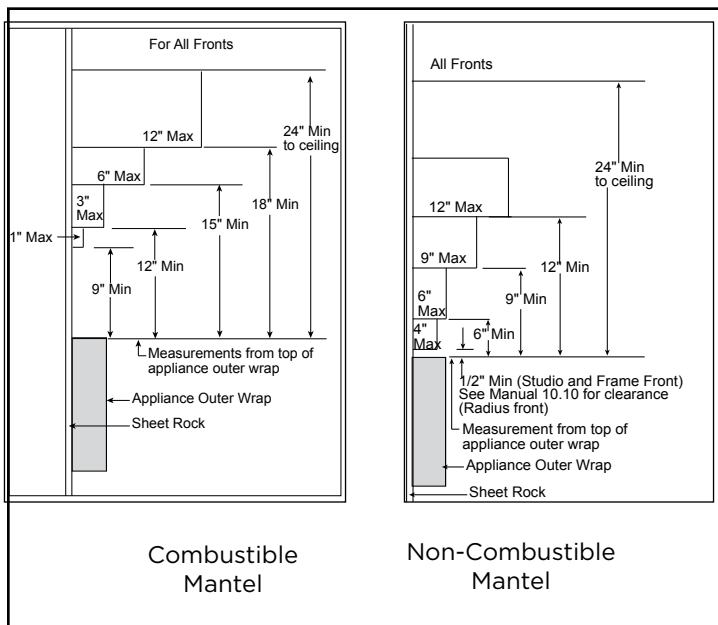 For All Fronts
12" Max
24" Min
to ceiling
6" Max
18" Min
3"
Max
15" Min
1" Max
12" Min
9" Min
Measurements from top of
appliance outer wrap
Appliance Outer Wrap
Sheet Rock
Combustible
Mantel
All Fronts
24" Min
to ceiling
12" Max
9" Max
12" Min
6"
Max
9" Min
4"
Max
6" Min
1/2" Min (Studio and Frame Front)
See Manual 10.10 for clearance
(Radius front)
Measurement from top of
appliance outer wrap
Appliance Outer Wrap
Sheet Rock
Non-Combustible
Mantel